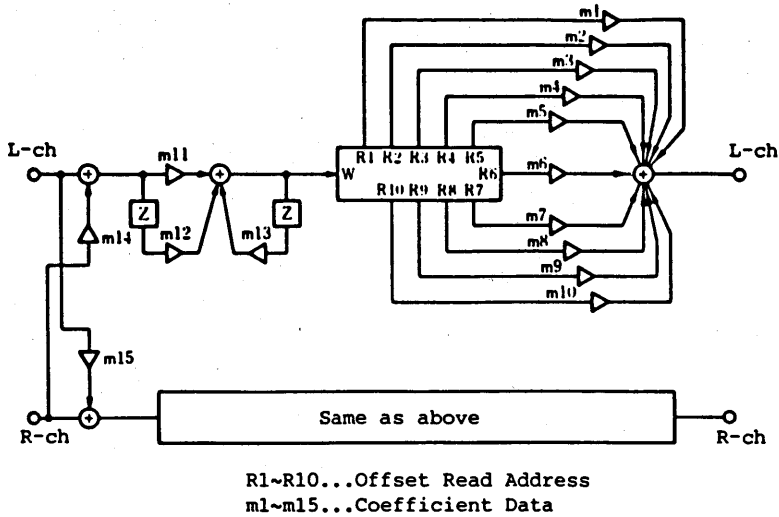 m1
m2
m3
m4
m5
L-ch
m11
R1 R2 R3 R4 R5
m6
L-ch
W
R6
R10 R9 R8 R7
Z
Z
m14
m12
m13
m7
m8
m9
m10
m15
Same as above
R-ch
R-ch
R1~R10...Offset Read Address
m1~m15...Coefficient Data